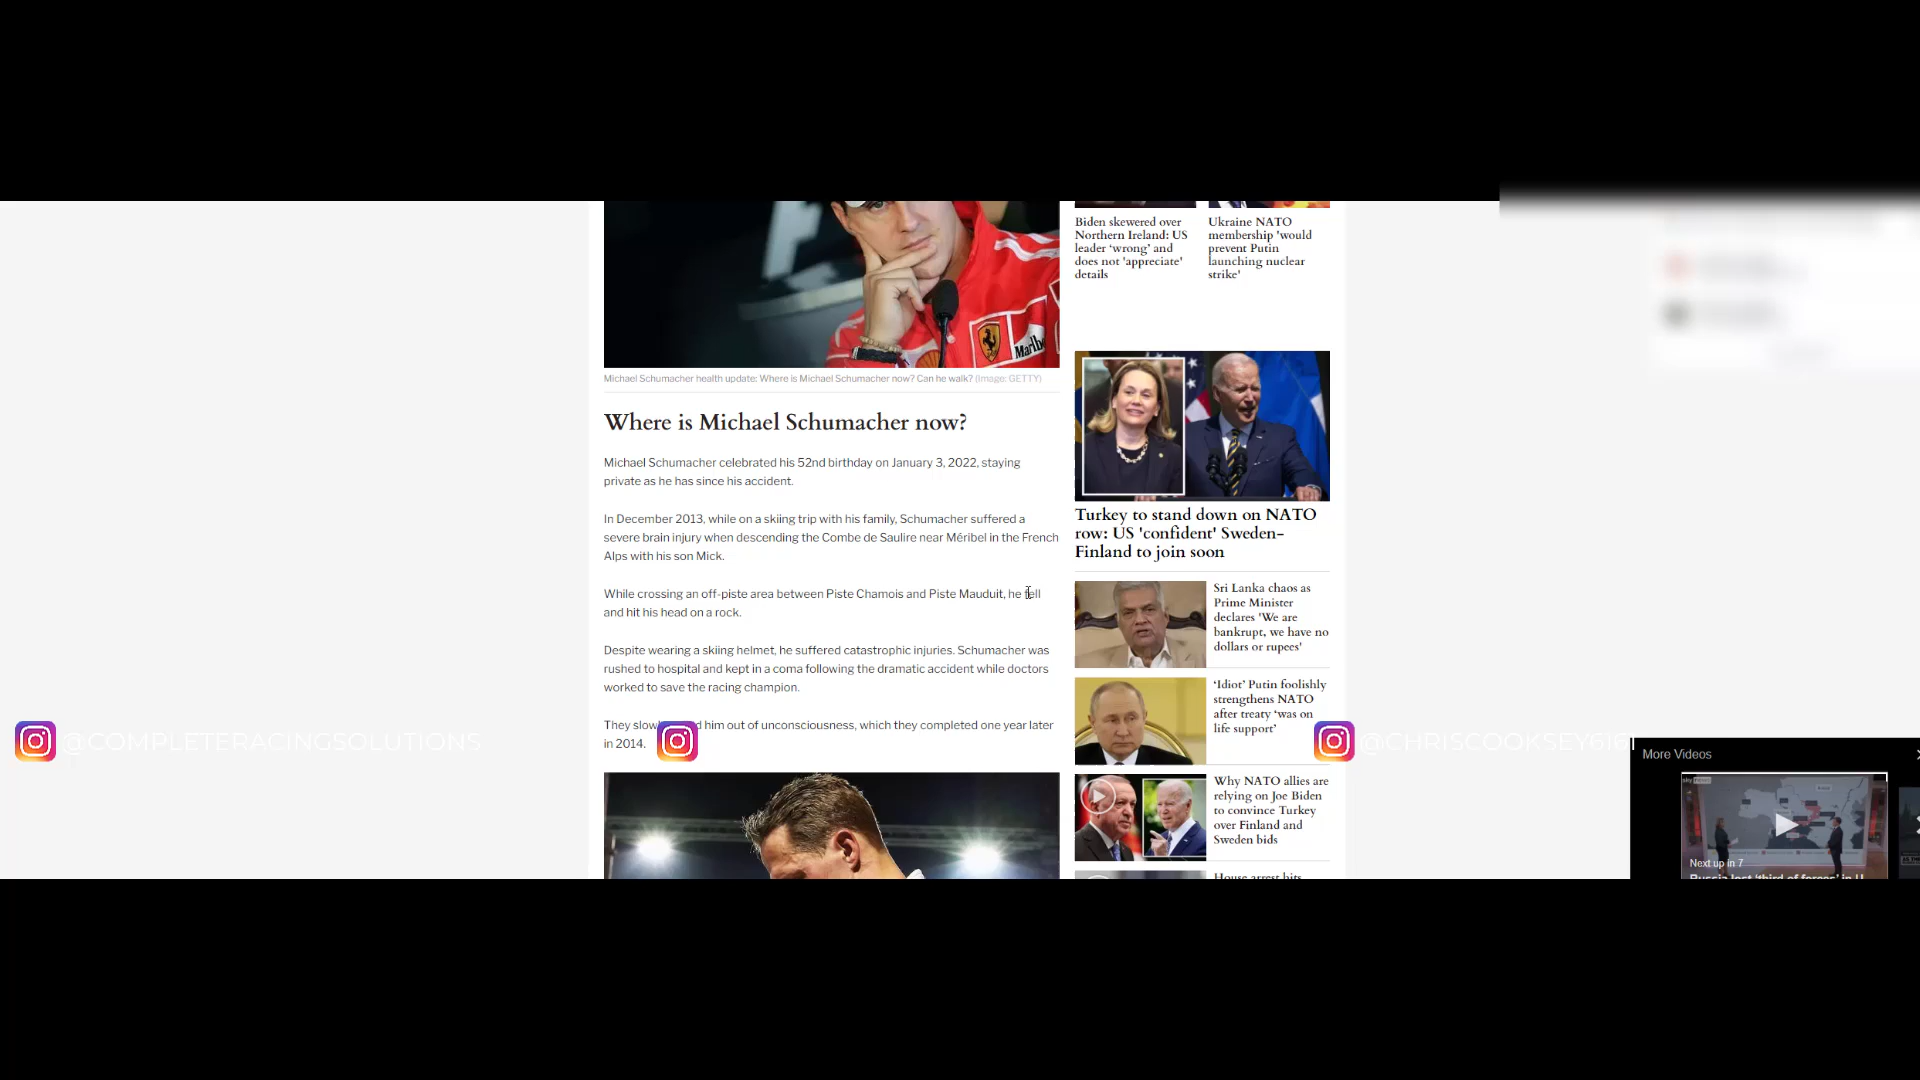 Michael Schumacher health update: Where is Michael Schumacher now? Can he walk? (Image: GETTY)
Where is Michael Schumacher now?
Michael Schumacher celebrated his 52nd birthday on January 3, 2022, staying
private as he has since his accident.
In December 2013, while on a skiing trip with his family, Schumacher suffered a
severe brain injury when descending the Combe de Saulire near Méribel in the French
Alps with his son Mick.
While crossing an off-piste area between Piste Chamois and Piste Mauduit, he fell
and hit his head on a rock.
Despite wearing a skiing helmet, he suffered catastrophic injuries. Schumacher was
rushed to hospital and kept in a coma following the dramatic accident while doctors
worked to save the racing champion.
They him out of unconsciousness, which they completed one year later
in 2014.
Biden skewered over
Northern Ireland: US
leader ‘wrong’ and
does not 'appreciate'
details
Ukraine NATO
membership 'would
prevent Putin
launching nuclear
strike'
Turkey to stand down on NATO
row: US 'confident' Sweden-
Finland to join soon
Sri Lanka chaos as
Prime Minister
declares 'We are
bankrupt, we have no
dollars or rupees'
‘Idiot’ Putin foolishly
strengthens NATO
after treaty ‘was on
life support’
Why NATO allies are
relying on Joe Biden
to convince Turkey
over Finland and
Sweden bids
House arrest hits
@COMPLETERACINGSOLUTIONS
@CHRISCOOKSEY6161
More Videos
Next up in 7
Russia lost 'third of forces' in U